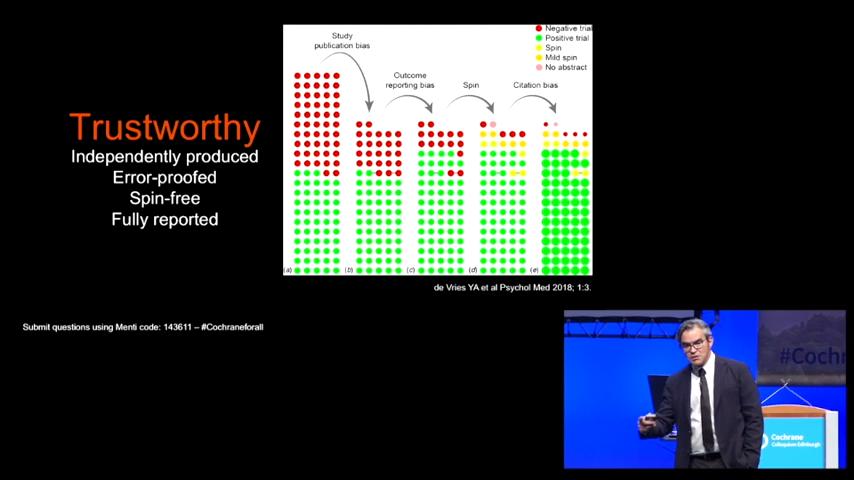 Trustworthy
Independently produced
Error-proofed
Spin-free
Fully reported
Study
publication bias
Outcome
reporting bias
Spin
Citation bias
Negative trial
Positive trial
Spin
Mild spin
No abstract
(a)
(b)
(c)
(d)
(e)
de Vries YA et al Psychol Med 2018; 1:3.
Submit questions using Menti code: 143611 – #Cochraneforall
#Cochr
Cochrane
Colloquium Edinburgh